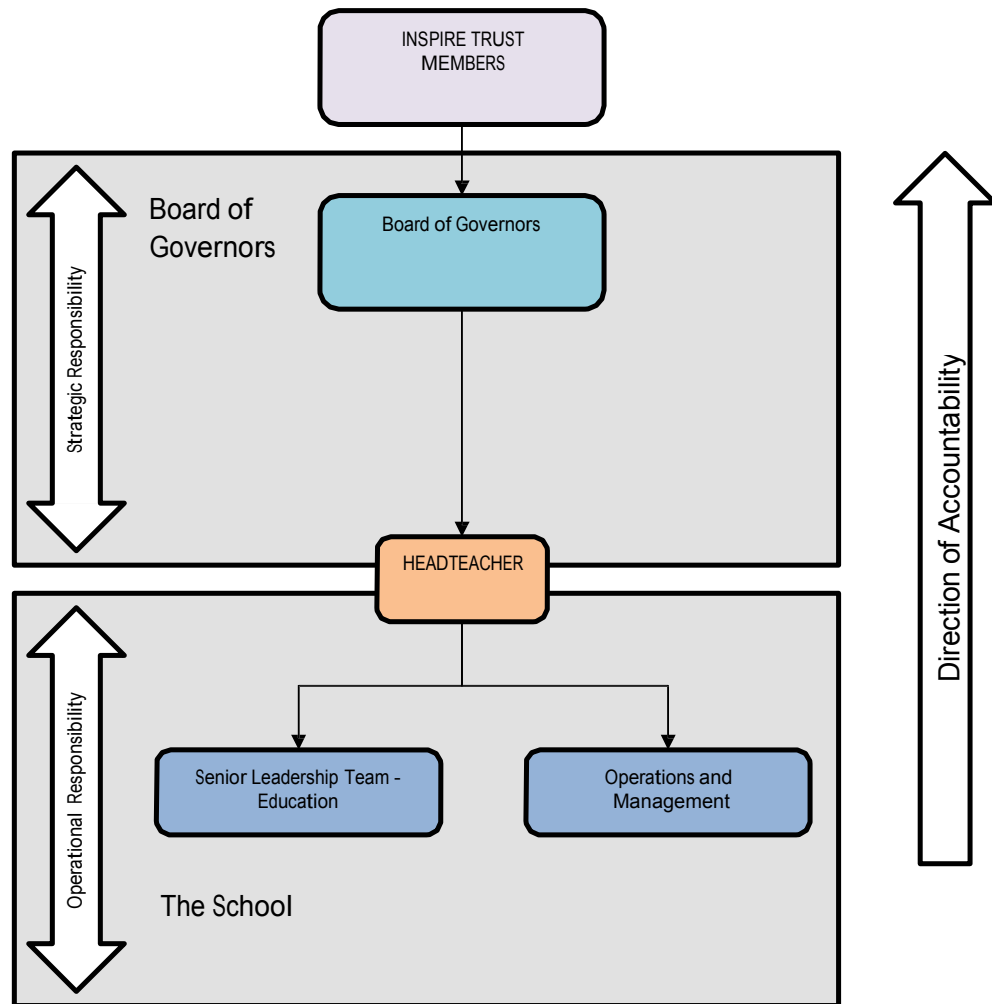 INSPIRE TRUST
MEMBERS
Board of
Governors
Board of Governors
Strategic Responsibility
Direction of Accountability
HEADTEACHER
Operational Responsibility
Senior Leadership Team -
Education
Operations and
Management
The School